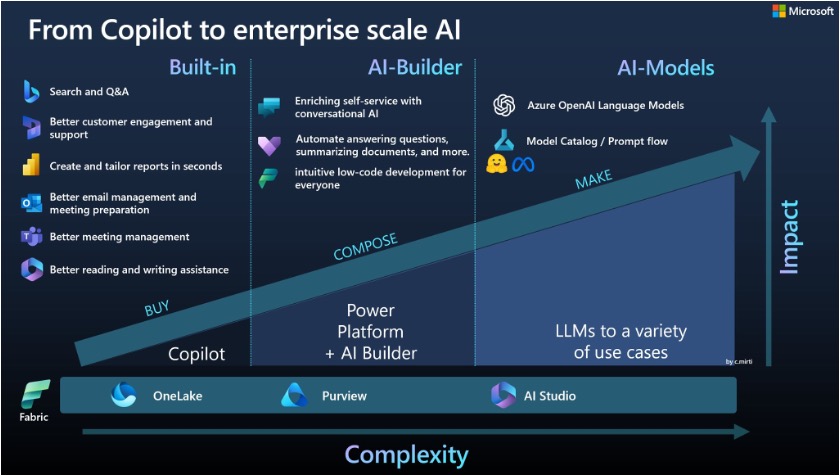 Microsoft
From Copilot to enterprise scale AI
Built-in
Search and Q&A
Better customer engagement and
support
Create and tailor reports in seconds
Better email management and
meeting preparation
Better meeting management
Better reading and writing assistance
AI-Builder
Enriching self-service with
conversational AI
Automate answering questions,
summarizing documents, and more.
intuitive low-code development for
everyone
AI-Models
Azure OpenAI Language Models
Model Catalog / Prompt flow
BUY
COMPOSE
MAKE
Impact
Copilot
Power
Platform
+ AI Builder
LLMs to a variety
of use cases
by c.mirti
Fabric
OneLake
Purview
AI Studio
Complexity